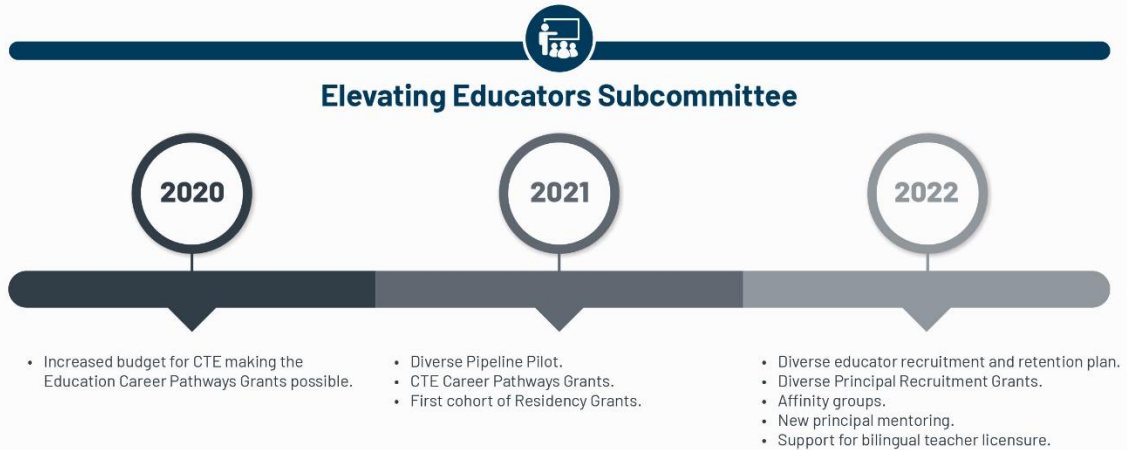 Elevating Educators Subcommittee
2020
2021
2022
• Increased budget for CTE making the
Education Career Pathways Grants possible.
• Diverse Pipeline Pilot.
• CTE Career Pathways Grants.
• First cohort of Residency Grants.
• Diverse educator recruitment and retention plan.
• Diverse Principal Recruitment Grants.
• Affinity groups.
• New principal mentoring.
• Support for bilingual teacher licensure.